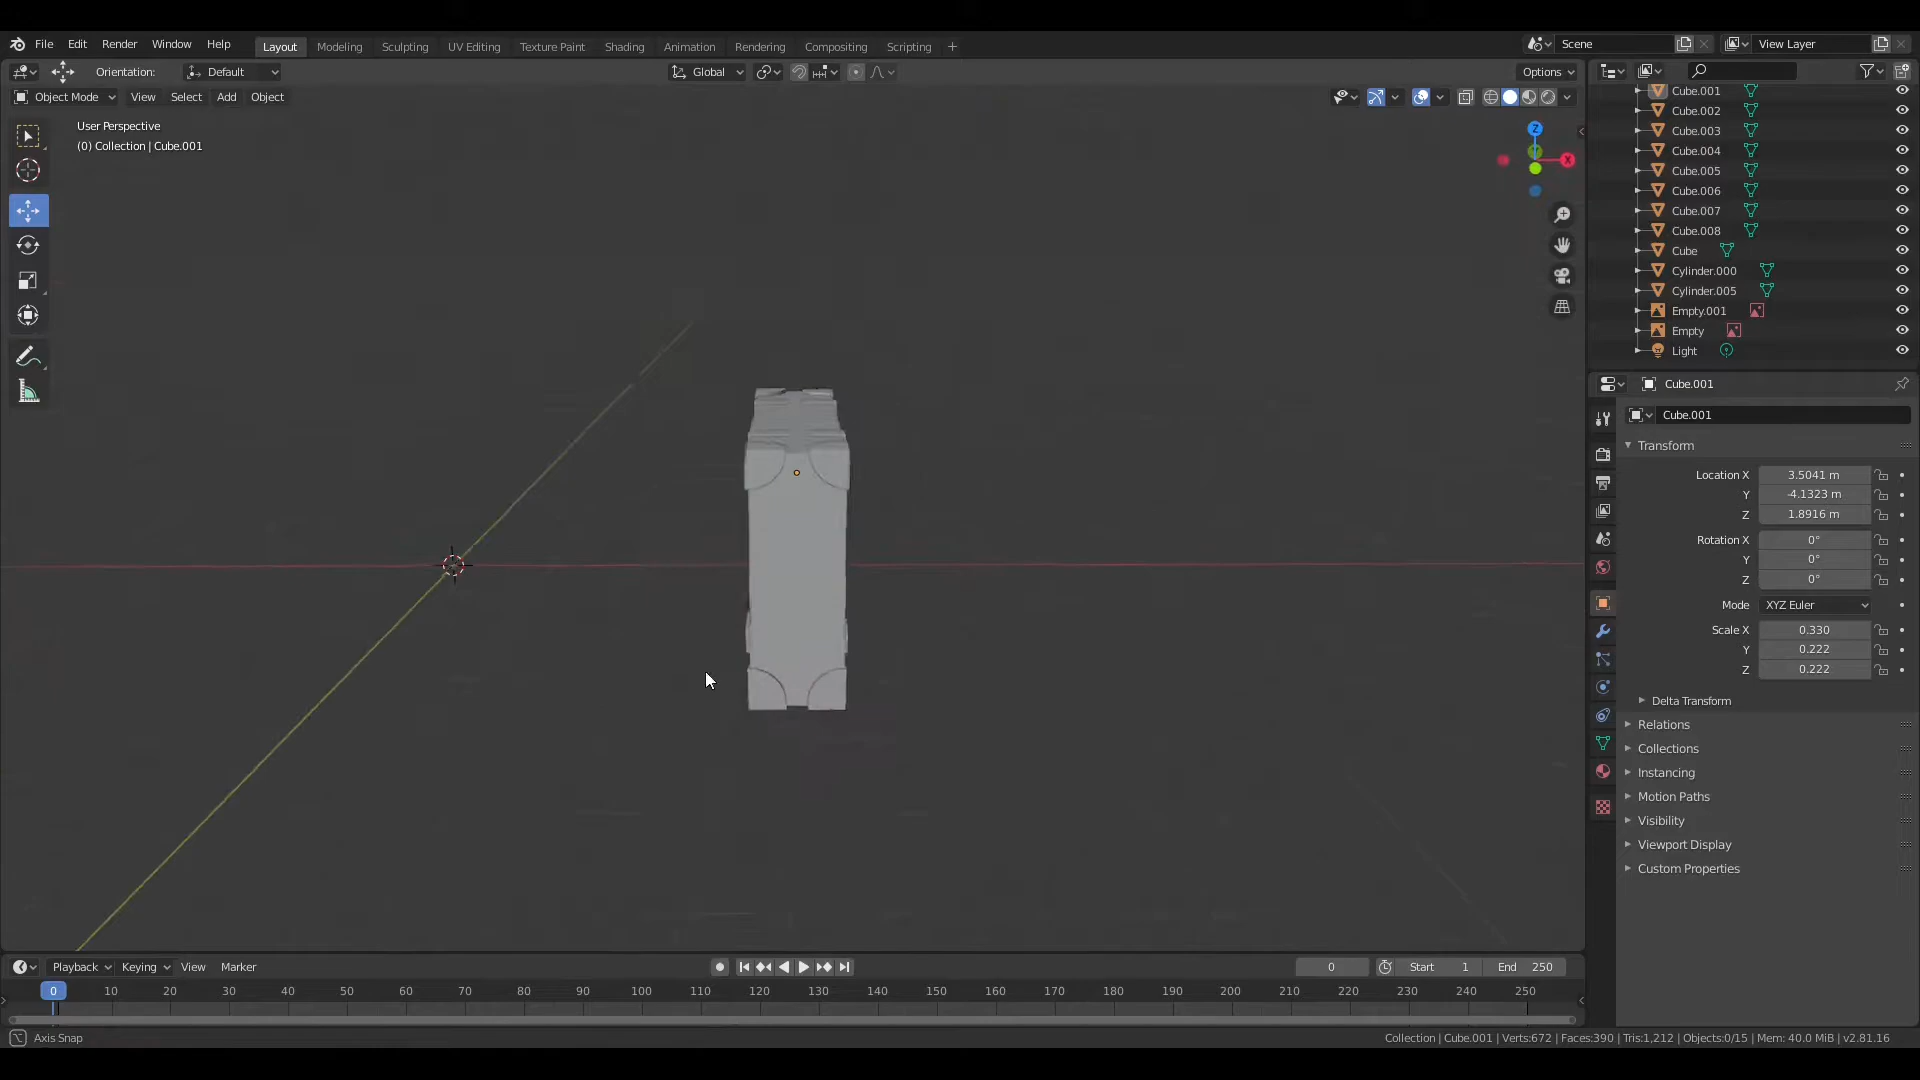 File Edit Render Window Help Layout Modeling Sculpting UV Editing Texture Paint Shading Animation Rendering Compositing Scripting + Scene View Layer
Orientation: Default Global Options
Object Mode View Select Add Object
User Perspective
(0) Collection | Cube.001
Z
X
Cube.001
Cube.002
Cube.003
Cube.004
Cube.005
Cube.006
Cube.007
Cube.008
Cube
Cylinder.000
Cylinder.005
Empty.001
Empty
Light
Cube.001
Cube.001
Transform
Location X 3.5041 m
Y -4.1323 m
Z 1.8916 m
Rotation X 0°
Y 0°
Z 0°
Mode XYZ Euler
Scale X 0.330
Y 0.222
Z 0.222
Delta Transform
Relations
Collections
Instancing
Motion Paths
Visibility
Viewport Display
Custom Properties
Playback Keying View Marker 0 Start 1 End 250
0 10 20 30 40 50 60 70 80 90 100 110 120 130 140 150 160 170 180 190 200 210 220 230 240 250
Axis Snap Collection | Cube.001 | Verts:672 | Faces:390 | Tris:1,212 | Objects:0/15 | Mem: 40.0 MiB | v2.81.16